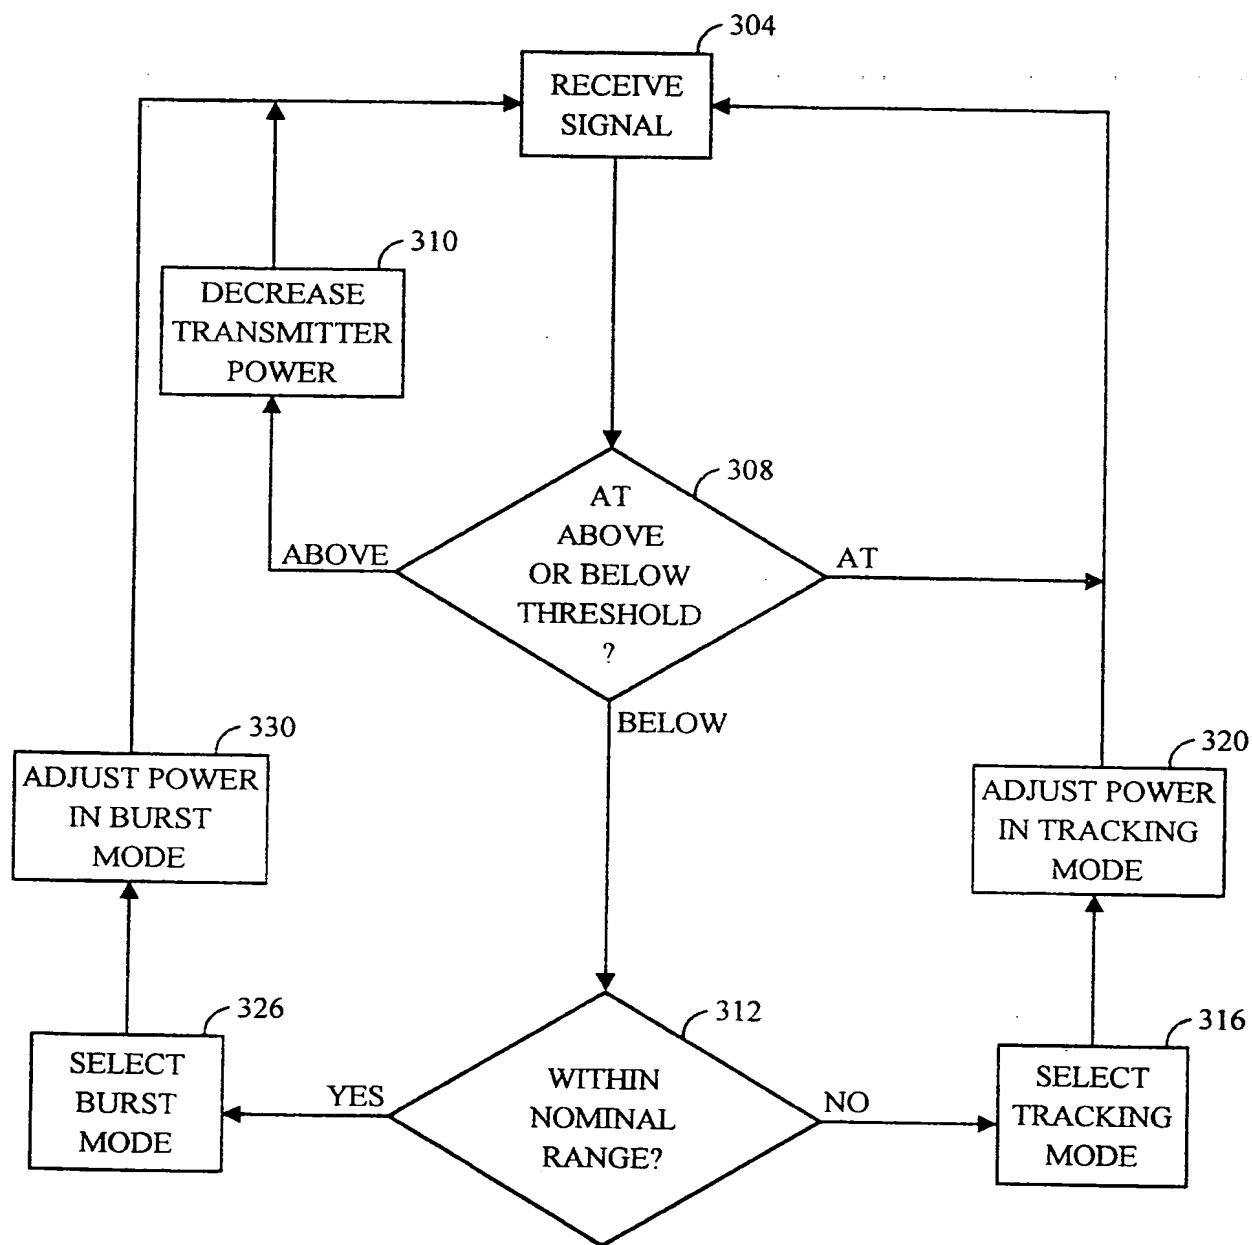 304
RECEIVE
SIGNAL
310
DECREASE
TRANSMITTER
POWER
308
AT
ABOVE
OR BELOW
THRESHOLD
?
ABOVE
AT
BELOW
330
ADJUST POWER
IN BURST
MODE
320
ADJUST POWER
IN TRACKING
MODE
326
SELECT
BURST
MODE
312
WITHIN
NOMINAL
RANGE?
YES
NO
316
SELECT
TRACKING
MODE